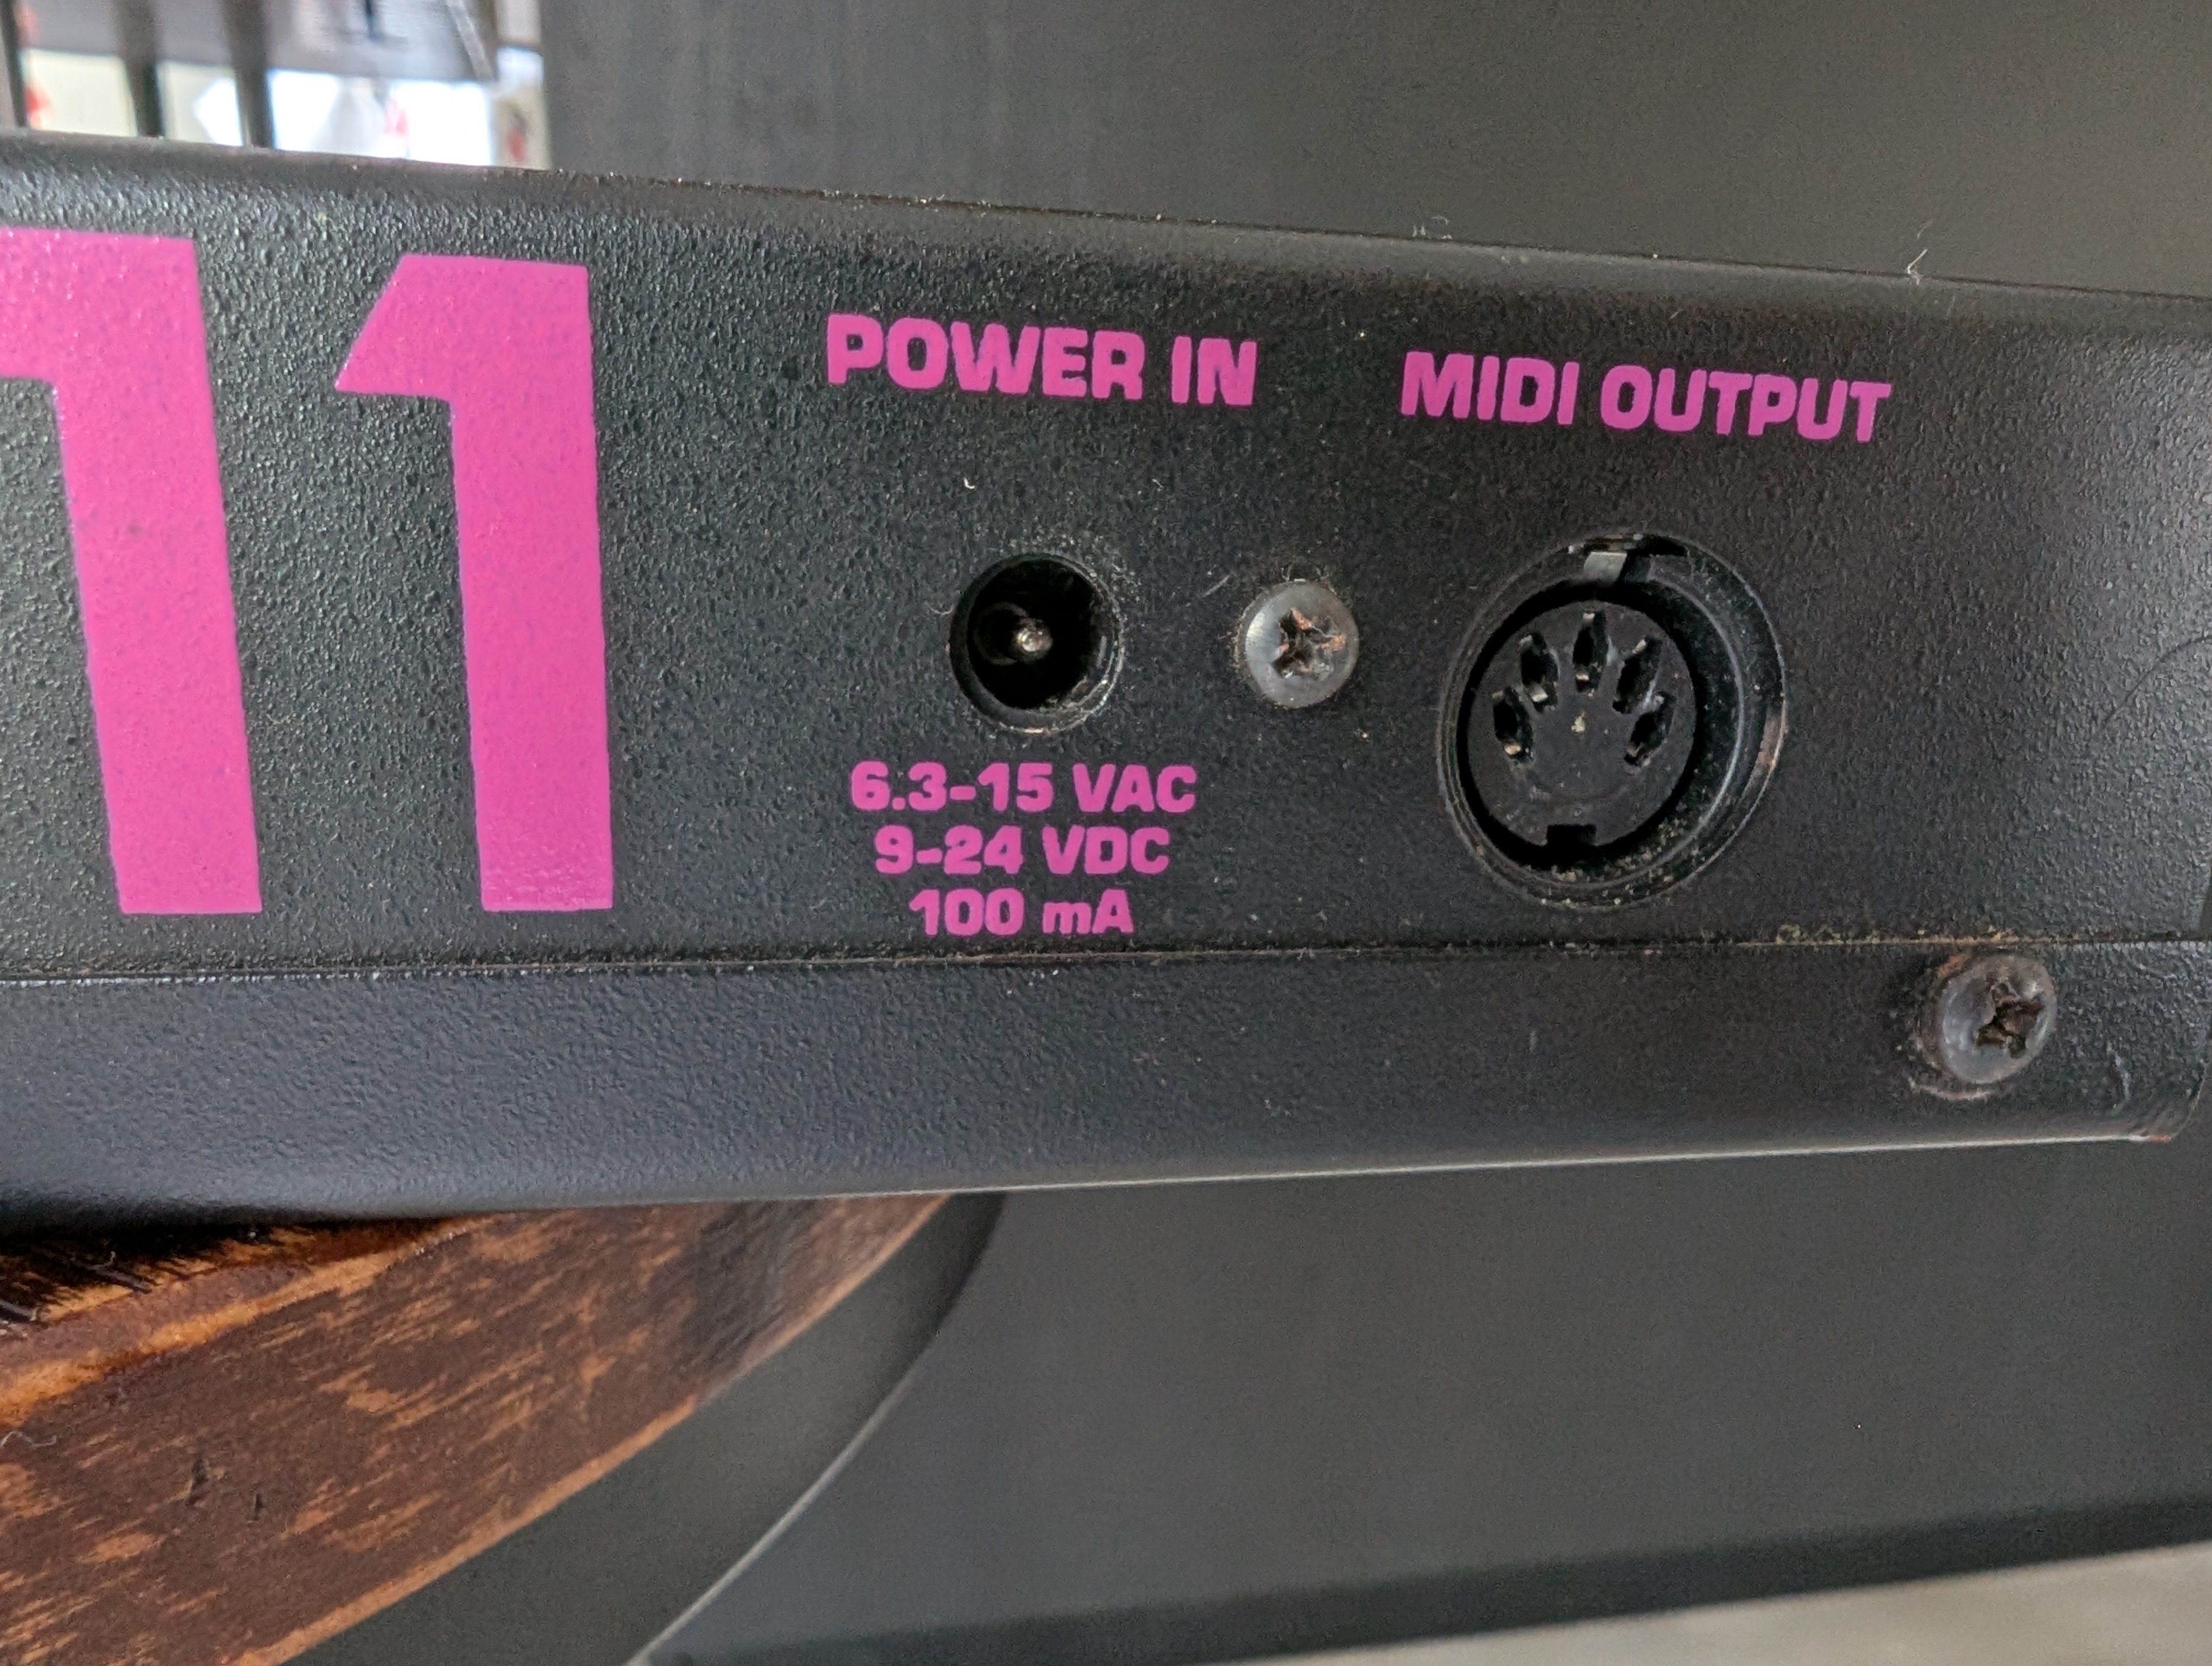 11
POWER IN
MIDI OUTPUT
6.3-15 VAC
9-24 VDC
100 mA